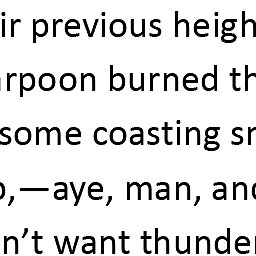 ir previous heigh
arpoon burned th
some coasting sn
o,—aye, man, and
n’t want thunder